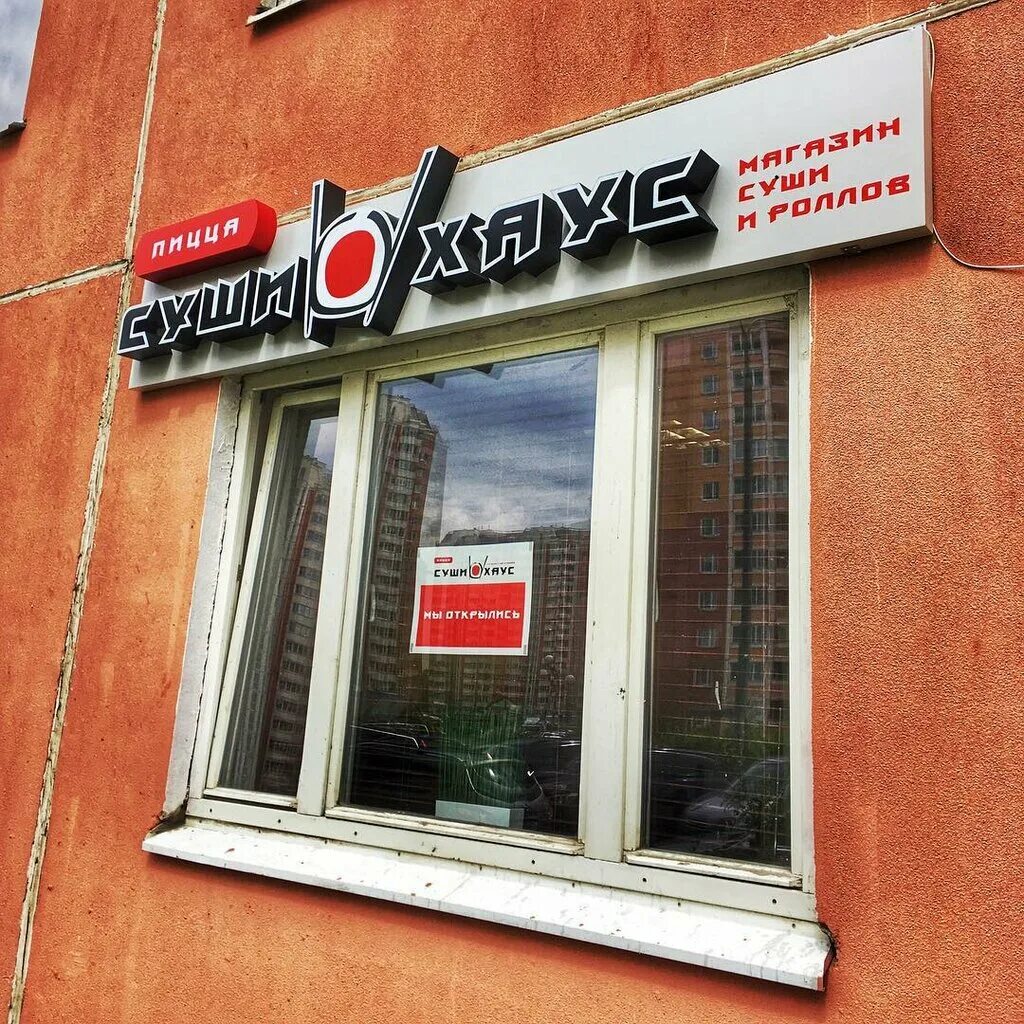 ПИЦЦА
СУШИ ХАУС
МАГАЗИН
СУШИ
И РОЛЛОВ
СУШИ ХАУС
МЫ ОТКРЫЛИСЬ